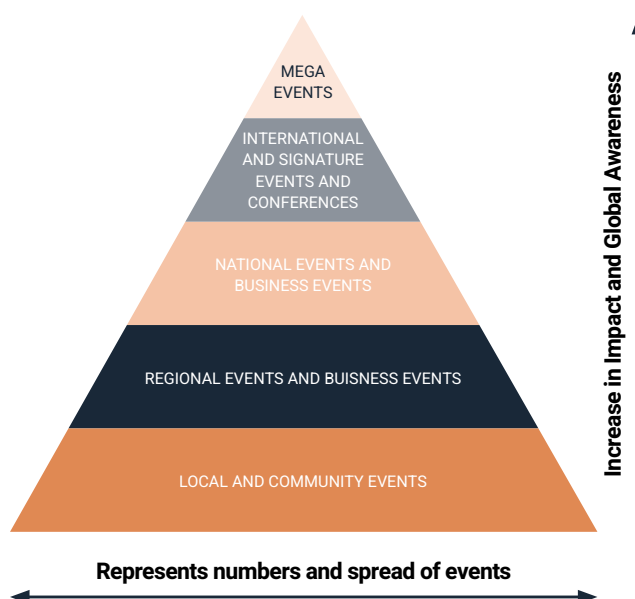 MEGA
EVENTS
INTERNATIONAL
AND SIGNATURE
EVENTS AND
CONFERENCES
NATIONAL EVENTS AND
BUSINESS EVENTS
REGIONAL EVENTS AND BUISNESS EVENTS
LOCAL AND COMMUNITY EVENTS
Represents numbers and spread of events
Increase in Impact and Global Awareness